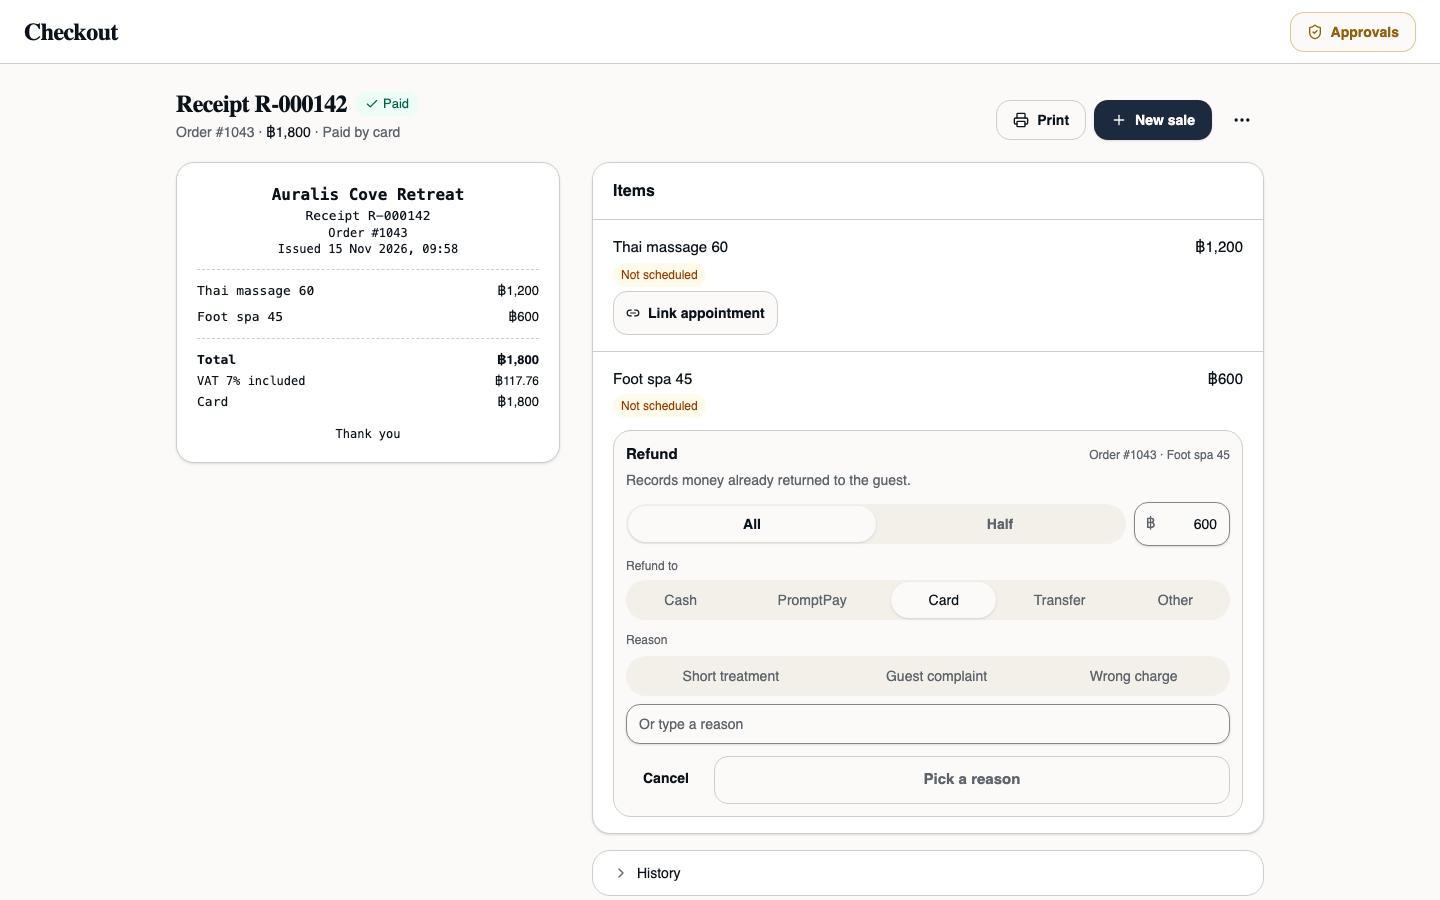 Checkout
Approvals
Receipt R-000142
Paid
Order #1043 · ฿1,800 · Paid by card
Print
New sale
Auralis Cove Retreat
Receipt R-000142
Order #1043
Issued 15 Nov 2026, 09:58
Thai massage 60 ฿1,200
Foot spa 45 ฿600
Total ฿1,800
VAT 7% included ฿117.76
Card ฿1,800
Thank you
Items
Thai massage 60 ฿1,200
Not scheduled
Link appointment
Foot spa 45 ฿600
Not scheduled
Refund Order #1043 · Foot spa 45
Records money already returned to the guest.
All Half ฿ 600
Refund to
Cash PromptPay Card Transfer Other
Reason
Short treatment Guest complaint Wrong charge
Or type a reason
Cancel Pick a reason
History